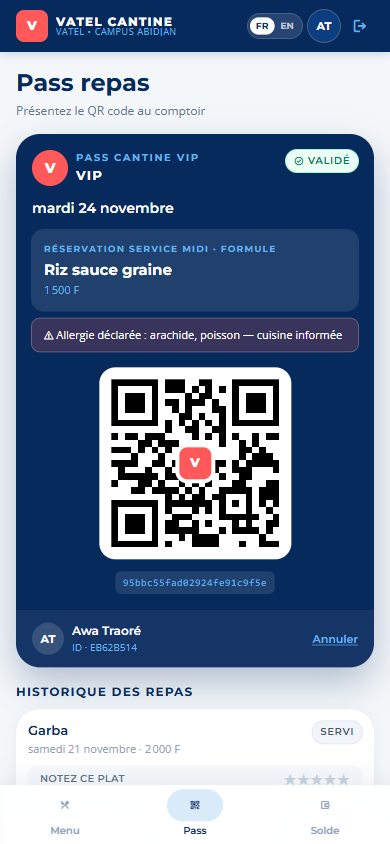 V
VATEL CANTINE
VATEL • CAMPUS ABIDJAN
FR EN
AT
Pass repas
Présentez le QR code au comptoir
V
PASS CANTINE VIP
VIP
VALIDÉ
mardi 24 novembre
RÉSERVATION SERVICE MIDI · FORMULE
Riz sauce graine
1 500 F
⚠ Allergie déclarée : arachide, poisson — cuisine informée
V
95bbc55fad02924fe91c9f5e
AT
Awa Traoré
ID · EB62B514
Annuler
HISTORIQUE DES REPAS
Garba
samedi 21 novembre · 2 000 F
SERVI
NOTEZ CE PLAT
★★★★★
Menu
Pass
Solde